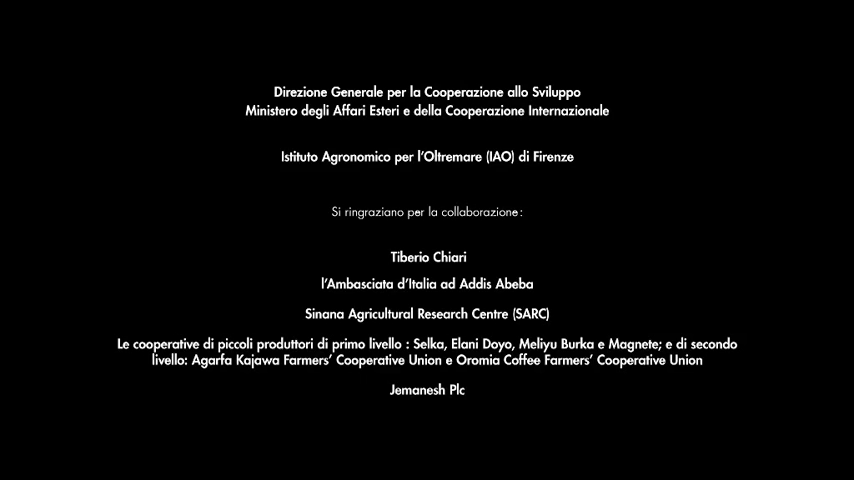 Direzione Generale per la Cooperazione allo Sviluppo
Ministero degli Affari Esteri e della Cooperazione Internazionale
Istituto Agronomico per l'Oltremare (IAO) di Firenze
Si ringraziano per la collaborazione:
Tiberio Chiari
l'Ambasciata d'Italia ad Addis Abeba
Sinana Agricultural Research Centre (SARC)
Le cooperative di piccoli produttori di primo livello : Selka, Elani Doyo, Meliyu Burka e Magnete; e di secondo
livello: Agarfa Kajawa Farmers' Cooperative Union e Oromia Coffee Farmers' Cooperative Union
Jemanesh Plc